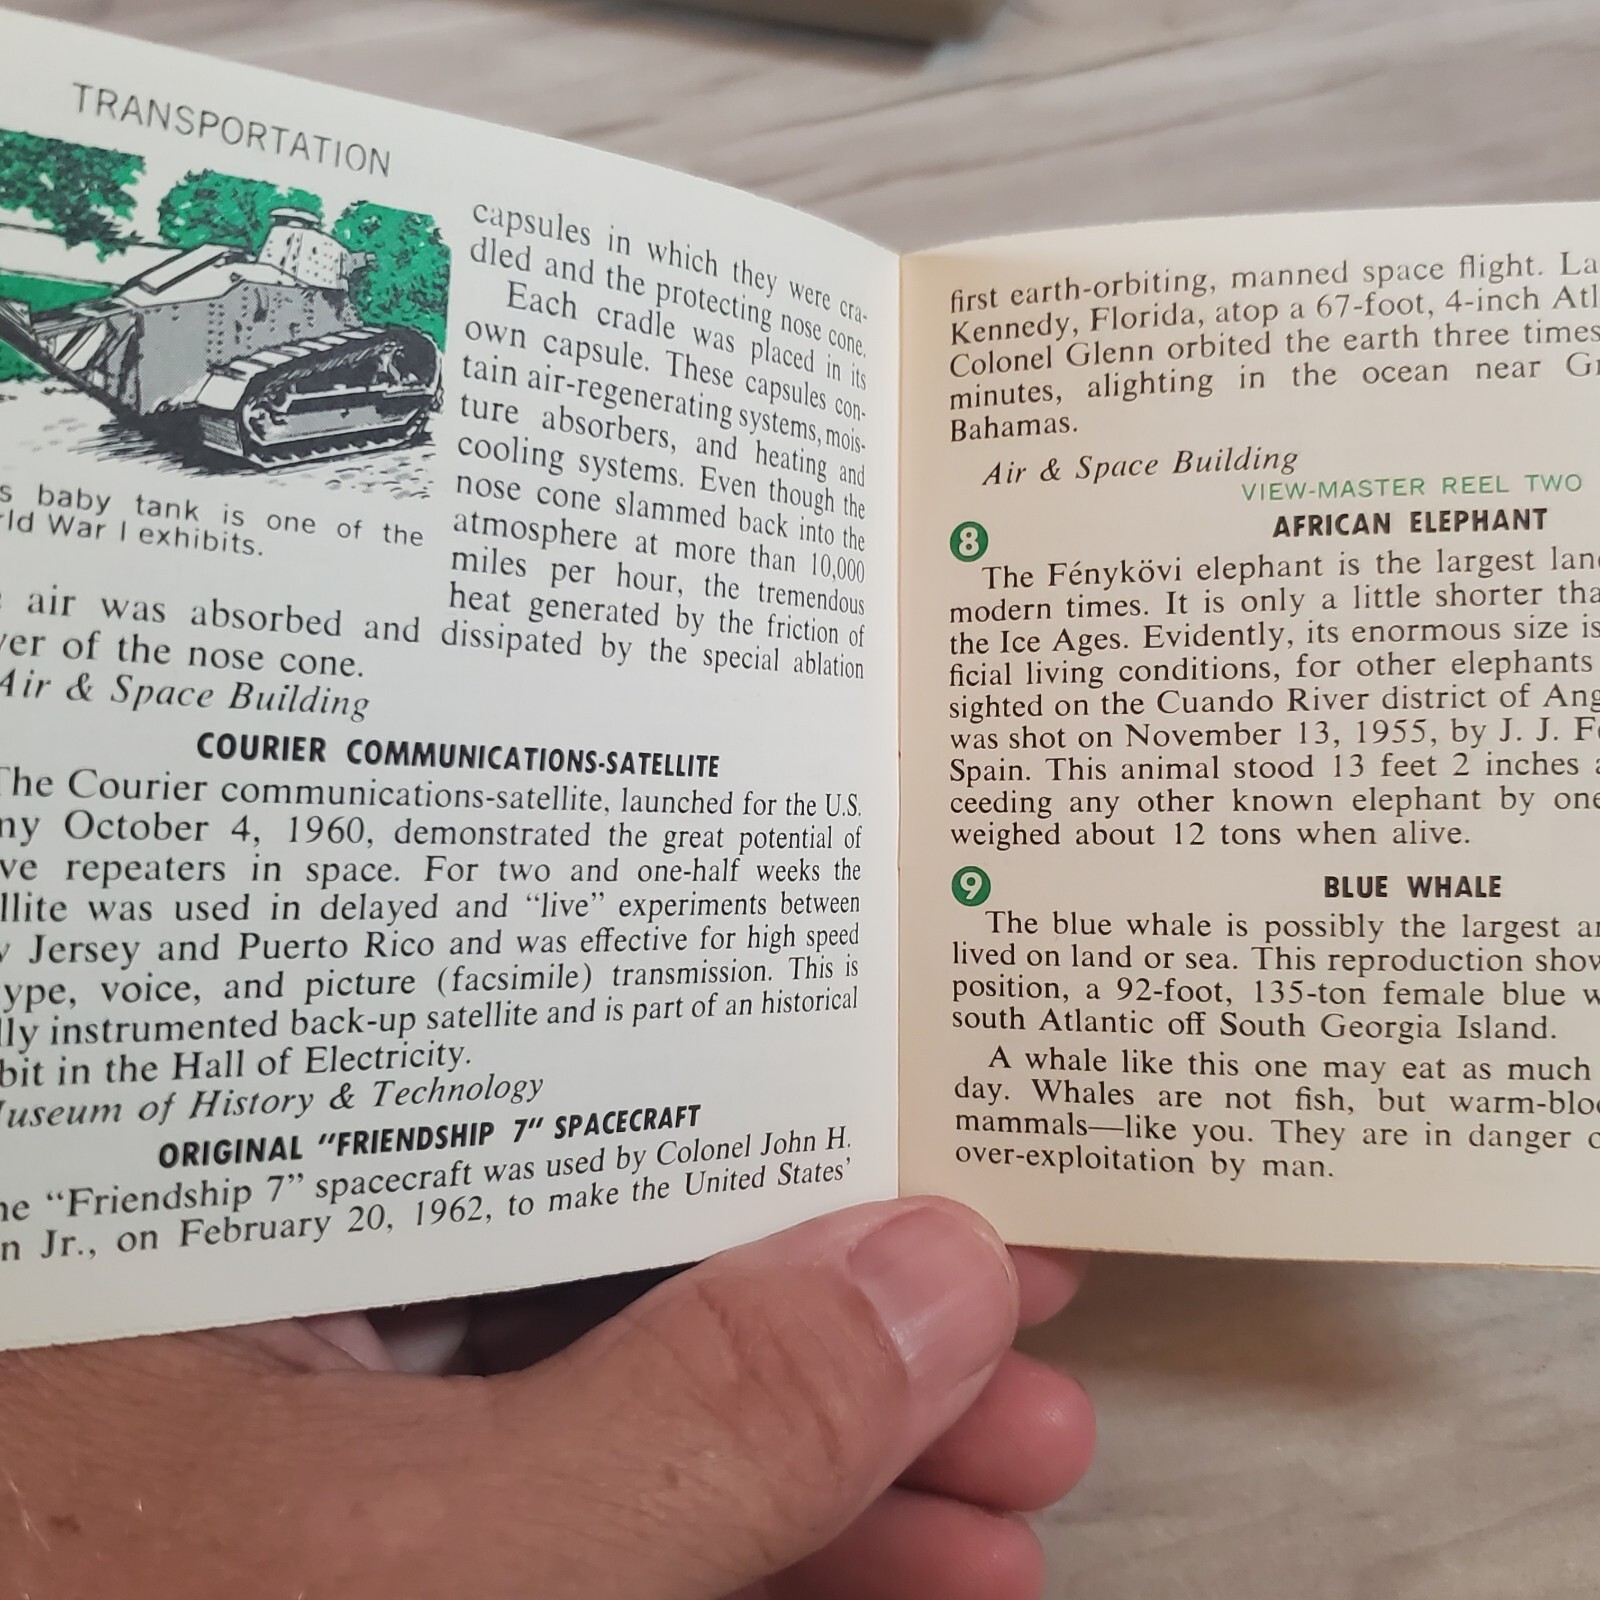 TRANSPORTATION
baby tank is one of the
War I exhibits.
capsules in which they were cra-
dled and the protecting nose cone.
Each cradle was placed in its
own capsule. These capsules con-
tain air-regenerating systems, mois-
ture absorbers, and heating and
cooling systems. Even though the
nose cone slammed back into the
atmosphere at more than 10,000
miles per hour, the tremendous
heat generated by the friction of
air was absorbed and dissipated by the special ablation
of the nose cone.
Air & Space Building
COURIER COMMUNICATIONS-SATELLITE
The Courier communications-satellite, launched for the U.S.
October 4, 1960, demonstrated the great potential of
repeaters in space. For two and one-half weeks the
was used in delayed and "live" experiments between
Jersey and Puerto Rico and was effective for high speed
voice, and picture (facsimile) transmission. This is
instrumented back-up satellite and is part of an historical
in the Hall of Electricity.
Museum of History & Technology
ORIGINAL "FRIENDSHIP 7" SPACECRAFT
"Friendship 7" spacecraft was used by Colonel John H.
Jr., on February 20, 1962, to make the United States'
first earth-orbiting, manned space flight. La
Kennedy, Florida, atop a 67-foot, 4-inch Atl
Colonel Glenn orbited the earth three times
minutes, alighting in the ocean near Gr
Bahamas.
Air & Space Building
VIEW-MASTER REEL TWO
8 AFRICAN ELEPHANT
The Fénykövi elephant is the largest lan
modern times. It is only a little shorter tha
the Ice Ages. Evidently, its enormous size is
ficial living conditions, for other elephants
sighted on the Cuando River district of Ang
was shot on November 13, 1955, by J. J. F
Spain. This animal stood 13 feet 2 inches a
ceeding any other known elephant by one
weighed about 12 tons when alive.
9 BLUE WHALE
The blue whale is possibly the largest an
lived on land or sea. This reproduction show
position, a 92-foot, 135-ton female blue w
south Atlantic off South Georgia Island.
A whale like this one may eat as much
day. Whales are not fish, but warm-bloo
mammals—like you. They are in danger o
over-exploitation by man.